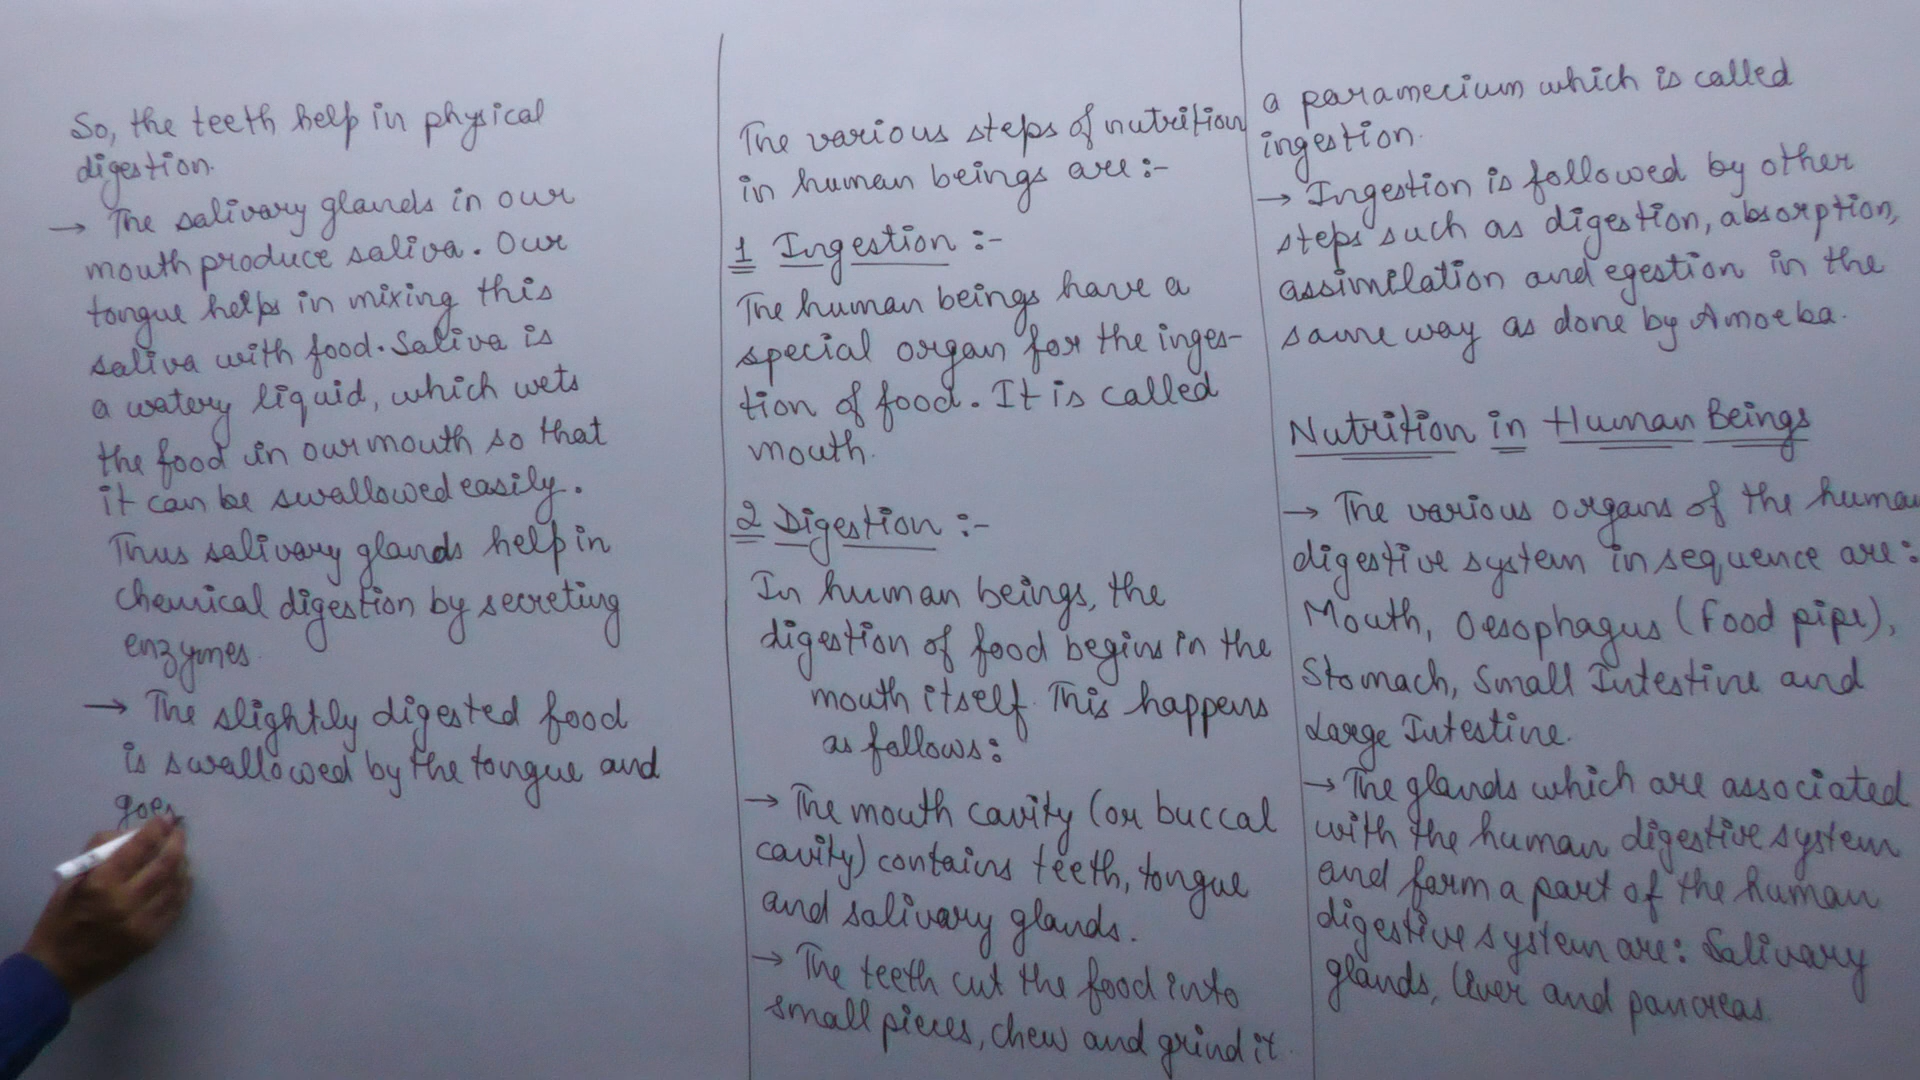 So, the teeth help in physical
digestion.
→ The salivary glands in our
mouth produce saliva. Our
tongue helps in mixing this
saliva with food. Saliva is
a watery liquid, which wets
the food in our mouth so that
it can be swallowed easily.
Thus salivary glands help in
chemical digestion by secreting
enzymes.
→ The slightly digested food
is swallowed by the tongue and
goes
The various steps of nutrition
in human beings are :-
1 Ingestion :-
The human beings have a
special organ for the inges-
tion of food. It is called
mouth.
2 Digestion :-
In human beings, the
digestion of food begins in the
mouth itself. This happens
as follows:
→ The mouth cavity (or buccal
cavity) contains teeth, tongue
and salivary glands.
→ The teeth cut the food into
small pieces, chew and grind it.
a paramecium which is called
ingestion.
→ Ingestion is followed by other
steps such as digestion, absorption,
assimilation and egestion in the
same way as done by Amoeba.
Nutrition in Human Beings
→ The various organs of the human
digestive system in sequence are:
Mouth, Oesophagus (Food pipe),
Stomach, Small Intestine and
Large Intestine.
→ The glands which are associated
with the human digestive system
and form a part of the human
digestive system are: Salivary
glands, liver and pancreas.